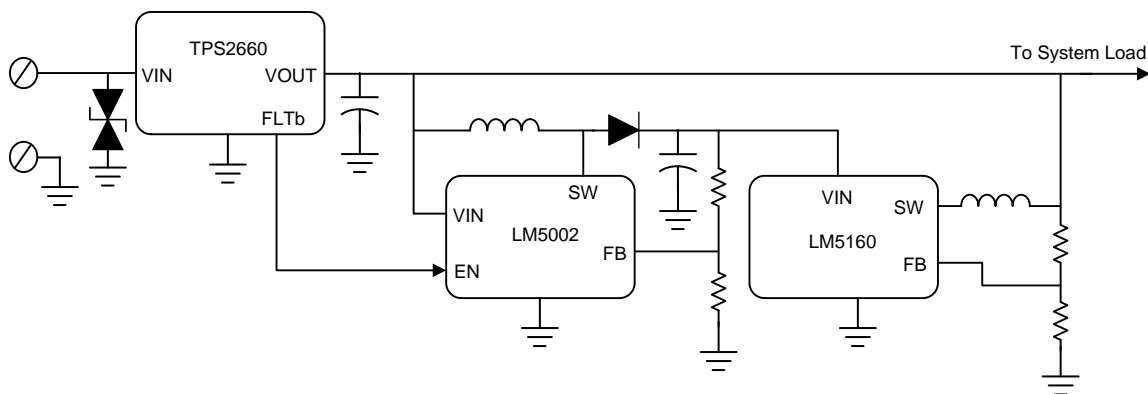 TPS2660
To System Load
VIN
VOUT
FLTb
SW
VIN
VIN
SW
LM5002
LM5160
FB
FB
EN